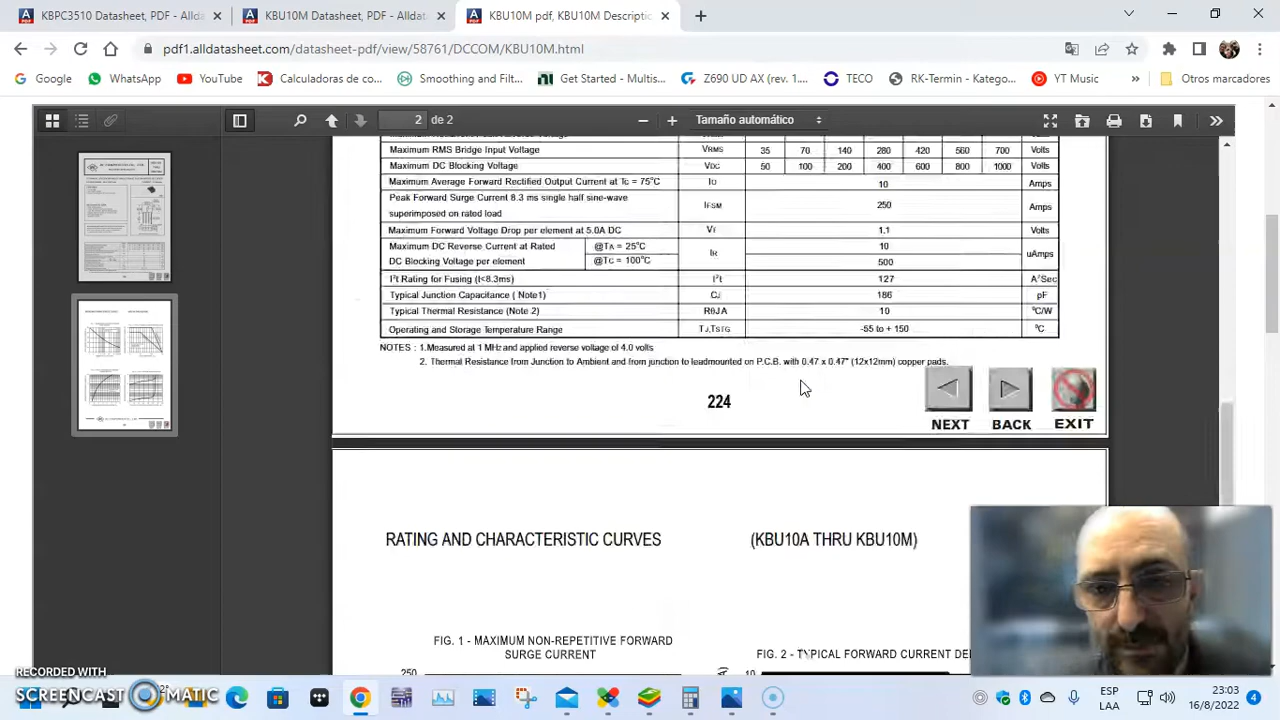 KBPC3510 Datasheet, PDF - Alldat
KBU10M Datasheet, PDF - Alldata
KBU10M pdf, KBU10M Descriptio
pdf1.alldatasheet.com/datasheet-pdf/view/58761/DCCOM/KBU10M.html
Google
WhatsApp
YouTube
Calculadoras de co...
Smoothing and Filt...
Get Started - Multis...
Z690 UD AX (rev. 1....
TECO
RK-Termin - Katego...
YT Music
Otros marcadores
2 de 2
Tamaño automático
Maximum RMS Bridge Input Voltage VRMS 35 70 140 280 420 560 700 Volts
Maximum DC Blocking Voltage VDC 50 100 200 400 600 800 1000 Volts
Maximum Average Forward Rectified Output Current at Tc = 75°C IO 10 Amps
Peak Forward Surge Current 8.3 ms single half sine-wave
superimposed on rated load IFSM 250 Amps
Maximum Forward Voltage Drop per element at 5.0A DC VF 1.1 Volts
Maximum DC Reverse Current at Rated @TA = 25°C 10
DC Blocking Voltage per element @TC = 100°C IR 500 uAmps
I²t Rating for Fusing (t<8.3ms) I²t 127 A²Sec
Typical Junction Capacitance ( Note1) CJ 186 pF
Typical Thermal Resistance (Note 2) RθJA 10 °C/W
Operating and Storage Temperature Range TJ,TSTG -55 to + 150 °C
NOTES : 1.Measured at 1 MHz and applied reverse voltage of 4.0 volts
2. Thermal Resistance from Junction to Ambient and from junction to leadmounted on P.C.B. with 0.47 x 0.47" (12x12mm) copper pads.
224
NEXT
BACK
EXIT
RATING AND CHARACTERISTIC CURVES (KBU10A THRU KBU10M)
FIG. 1 - MAXIMUM NON-REPETITIVE FORWARD
SURGE CURRENT
FIG. 2 - TYPICAL FORWARD CURRENT DE
250
10
RECORDED WITH
SCREENCAST MATIC
ESP
LAA
23:03
16/8/2022
4